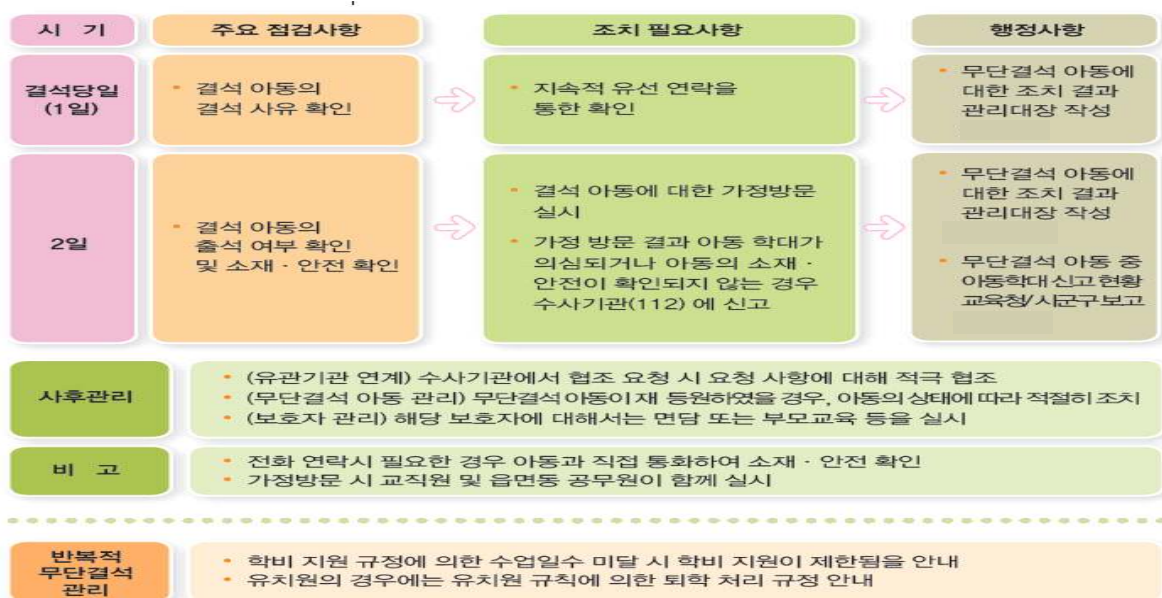 시 기
주요 점검사항
조치 필요사항
행정사항
결석당일
(1일)
• 결석 아동의
결석 사유 확인
• 지속적 유선 연락을
통한 확인
• 무단결석 아동에
대한 조치 결과
관리대장 작성
2일
• 결석 아동의
출석 여부 확인
및 소재 · 안전 확인
• 결석 아동에 대한 가정방문
실시
• 가정 방문 결과 아동 학대가
의심되거나 아동의 소재 ·
안전이 확인되지 않는 경우
수사기관(112) 에 신고
• 무단결석 아동에
대한 조치 결과
관리대장 작성
• 무단결석 아동 중
아동학대 신고 현황
교육청/시군구 보고
사후관리
• (유관기관 연계) 수사기관에서 협조 요청 시 요청 사항에 대해 적극 협조
• (무단결석 아동 관리) 무단결석 아동이 재 등원하였을 경우, 아동의 상태에 따라 적절히 조치
• (보호자 관리) 해당 보호자에 대해서는 면담 또는 부모교육 등을 실시
비 고
• 전화 연락시 필요한 경우 아동과 직접 통화하여 소재 · 안전 확인
• 가정방문 시 교직원 및 읍면동 공무원이 함께 실시
반복적
무단결석
관리
• 학비 지원 규정에 의한 수업일수 미달 시 학비 지원이 제한됨을 안내
• 유치원의 경우에는 유치원 규칙에 의한 퇴학 처리 규정 안내